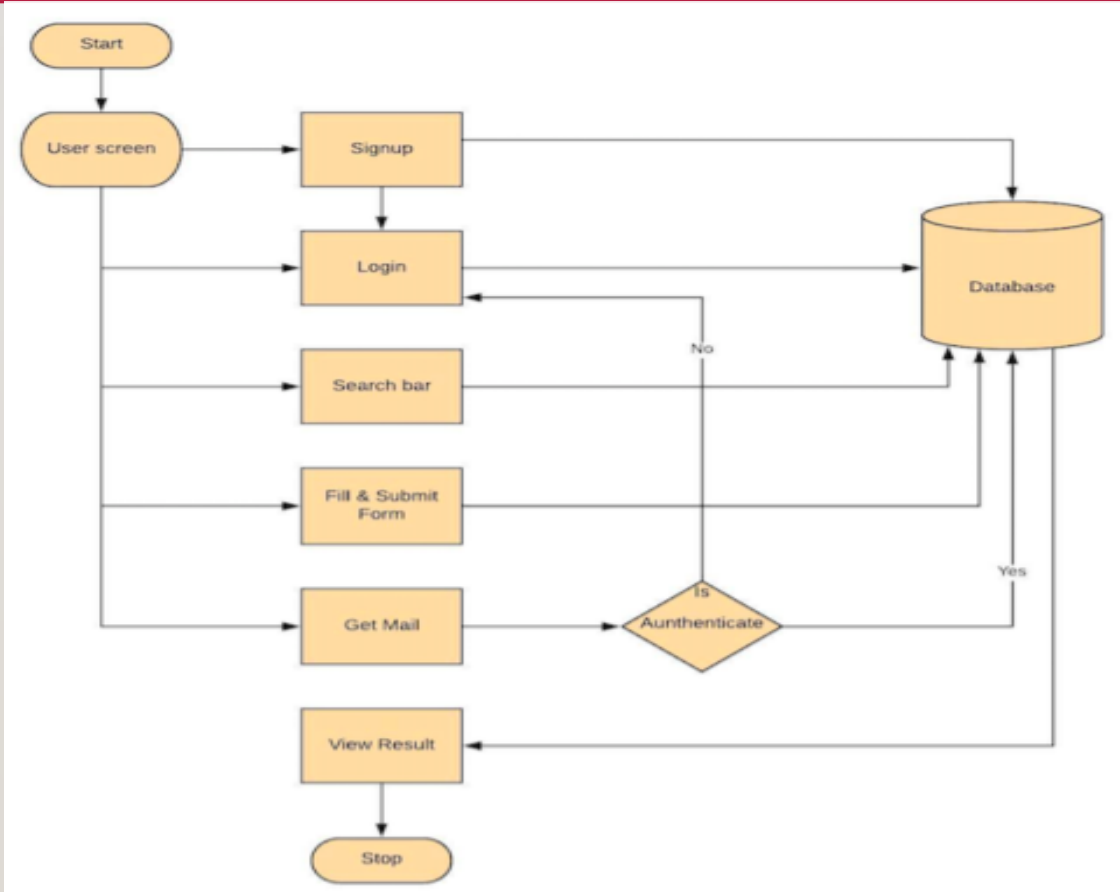 Start
User screen
Signup
Login
Database
No
Search bar
Fill & Submit
Form
Yes
Is
Aunthenticate
Get Mail
View Result
Stop